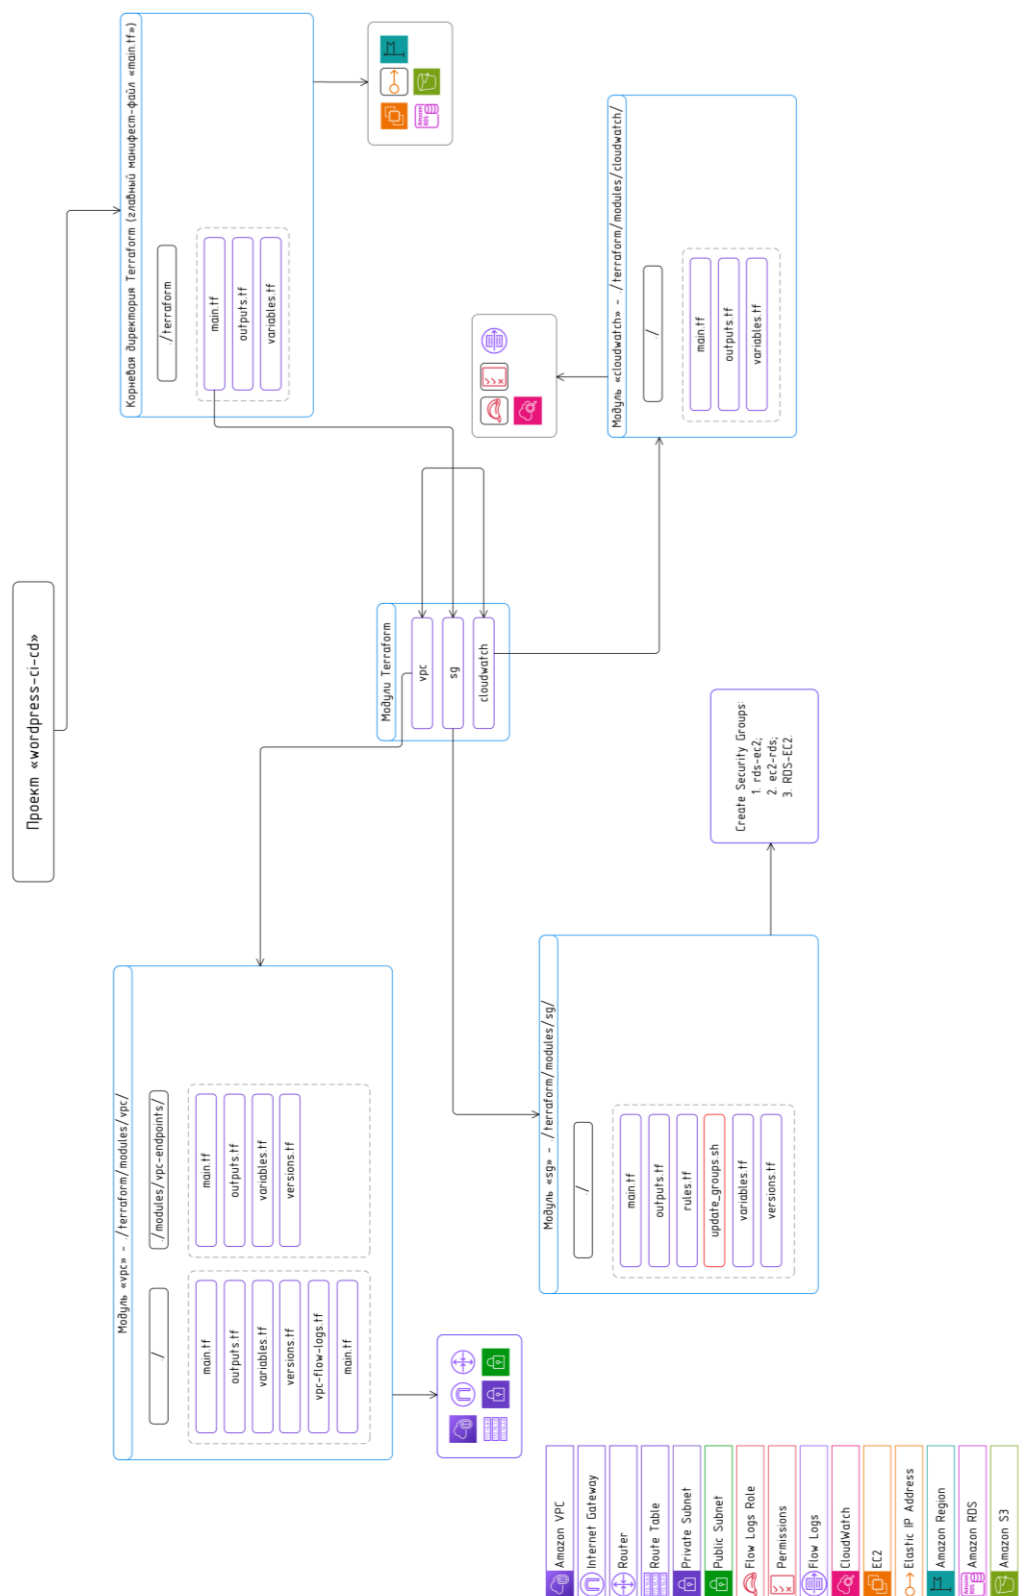 Проект «wordpress-ci-cd»
Модуль «vpc» - ./terraform/modules/vpc/
./
main.tf
outputs.tf
variables.tf
versions.tf
vpc-flow-logs.tf
main.tf
./modules/vpc-endpoints/
main.tf
outputs.tf
variables.tf
versions.tf
Корневая директория Terraform (главный манифест-файл «main.tf»)
./terraform
main.tf
outputs.tf
variables.tf
Amazon
RDS
Модули Terraform
vpc
sg
cloudwatch
Модуль «sg» - ./terraform/modules/sg/
./
main.tf
outputs.tf
rules.tf
update_groups.sh
variables.tf
versions.tf
Create Security Groups:
1. rds-ec2;
2. ec2-rds;
3. RDS-EC2.
Модуль «cloudwatch» - ./terraform/modules/cloudwatch/
./
main.tf
outputs.tf
variables.tf
Amazon VPC
Internet Gateway
Router
Route Table
Private Subnet
Public Subnet
Flow Logs Role
Permissions
Flow Logs
CloudWatch
EC2
Elastic IP Address
Amazon Region
Amazon
RDS
Amazon RDS
Amazon S3